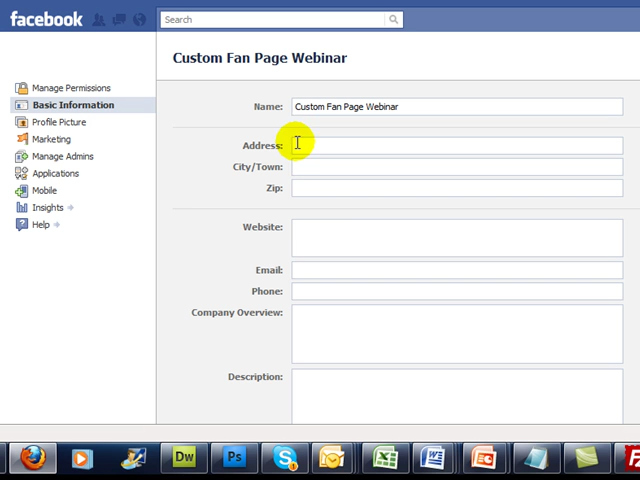 facebook
Search
Custom Fan Page Webinar
Manage Permissions
Basic Information
Profile Picture
Marketing
Manage Admins
Applications
Mobile
Insights
Help
Name: Custom Fan Page Webinar
Address:
City/Town:
Zip:
Website:
Email:
Phone:
Company Overview:
Description:
Dw Ps